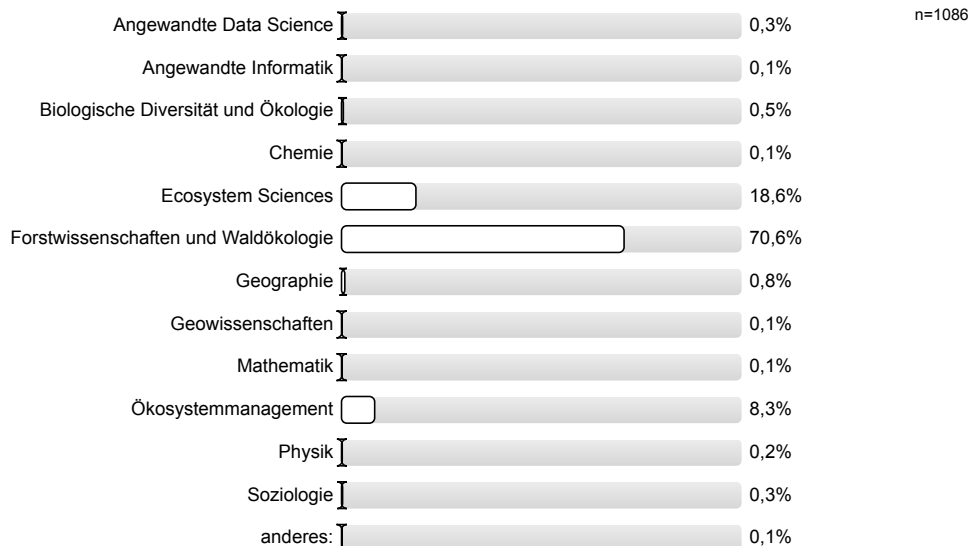 n=1086
Angewandte Data Science 0,3%
Angewandte Informatik 0,1%
Biologische Diversität und Ökologie 0,5%
Chemie 0,1%
Ecosystem Sciences 18,6%
Forstwissenschaften und Waldökologie 70,6%
Geographie 0,8%
Geowissenschaften 0,1%
Mathematik 0,1%
Ökosystemmanagement 8,3%
Physik 0,2%
Soziologie 0,3%
anderes: 0,1%